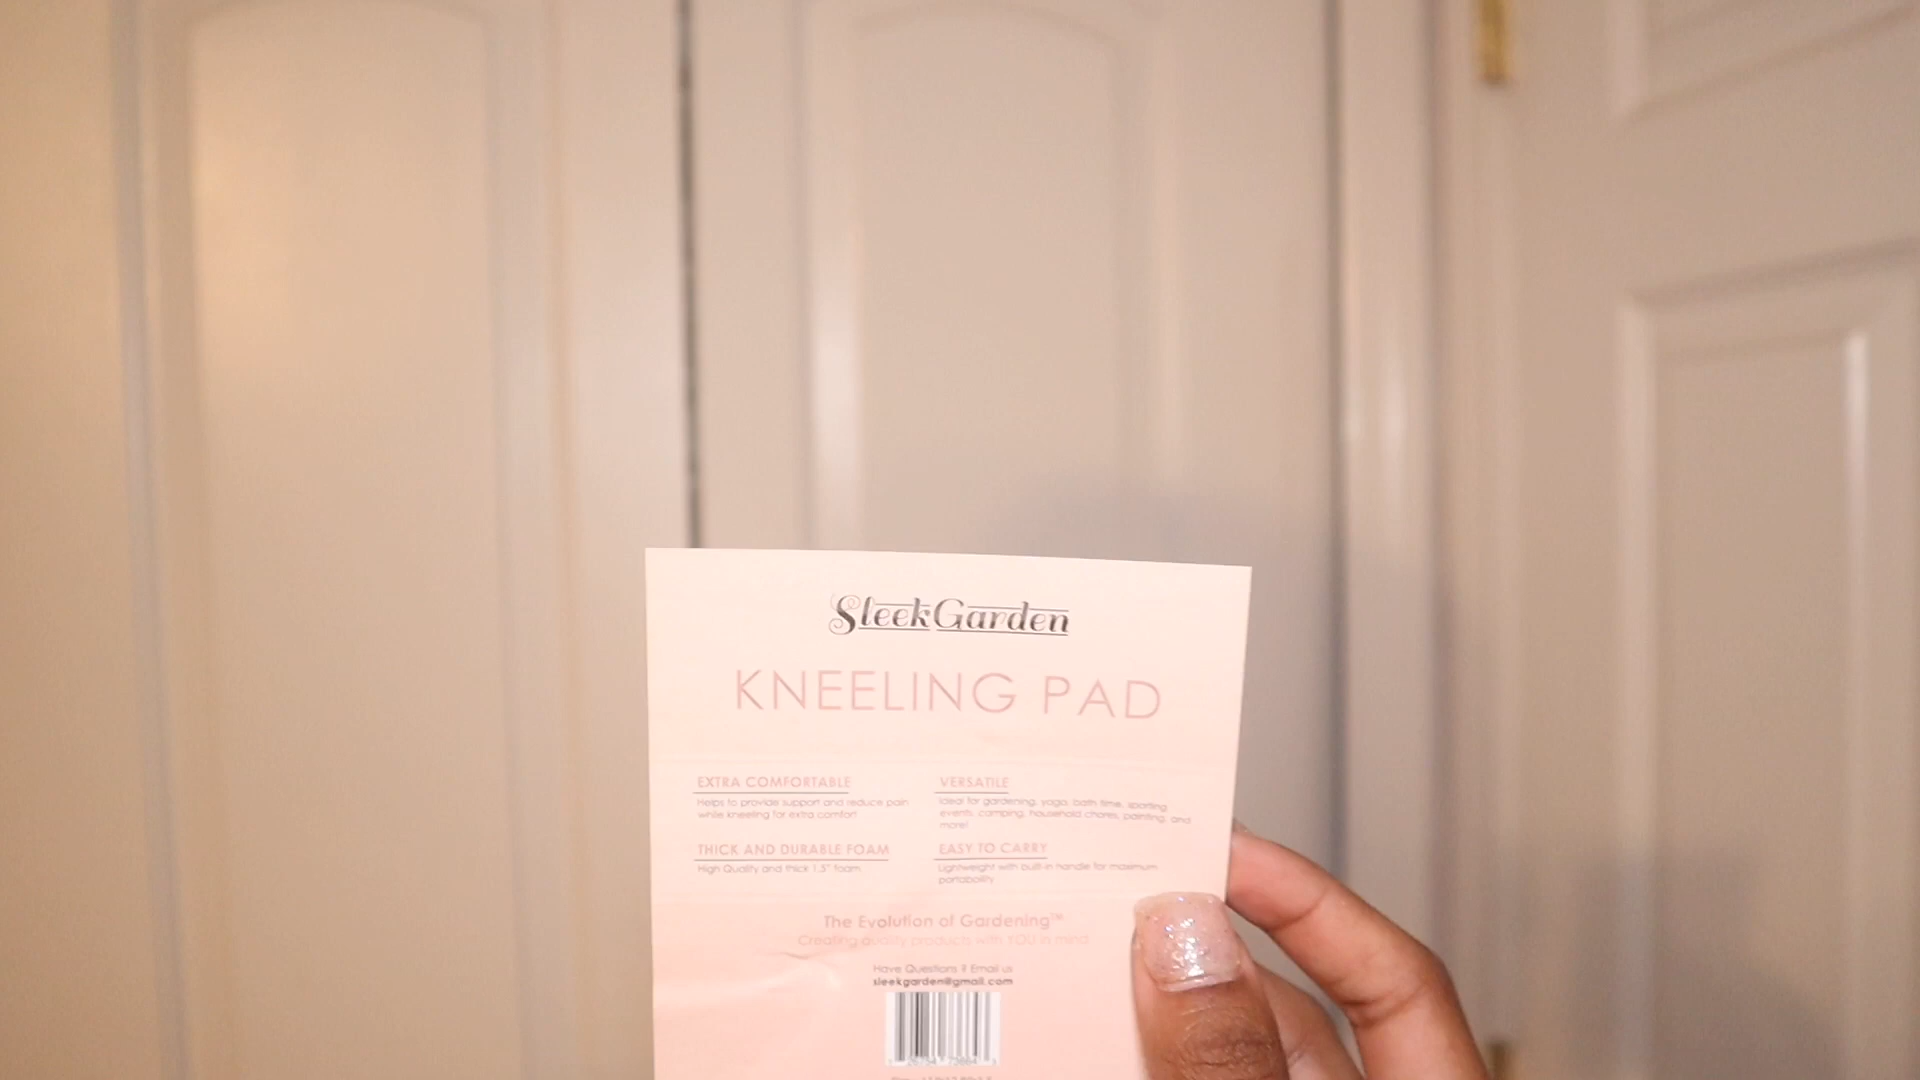 SleekGarden
KNEELING PAD
EXTRA COMFORTABLE
Helps to provide support and reduce pain
while kneeling for extra comfort
VERSATILE
Ideal for gardening, yoga, bath time, sporting
events, camping, household chores, painting, and
more!
THICK AND DURABLE FOAM
High Quality and thick 1.5" foam
EASY TO CARRY
Lightweight with built-in handle for maximum
portability
The Evolution of Gardening™
Creating quality products with YOU in mind
Have Questions ? Email us
sleekgarden@gmail.com